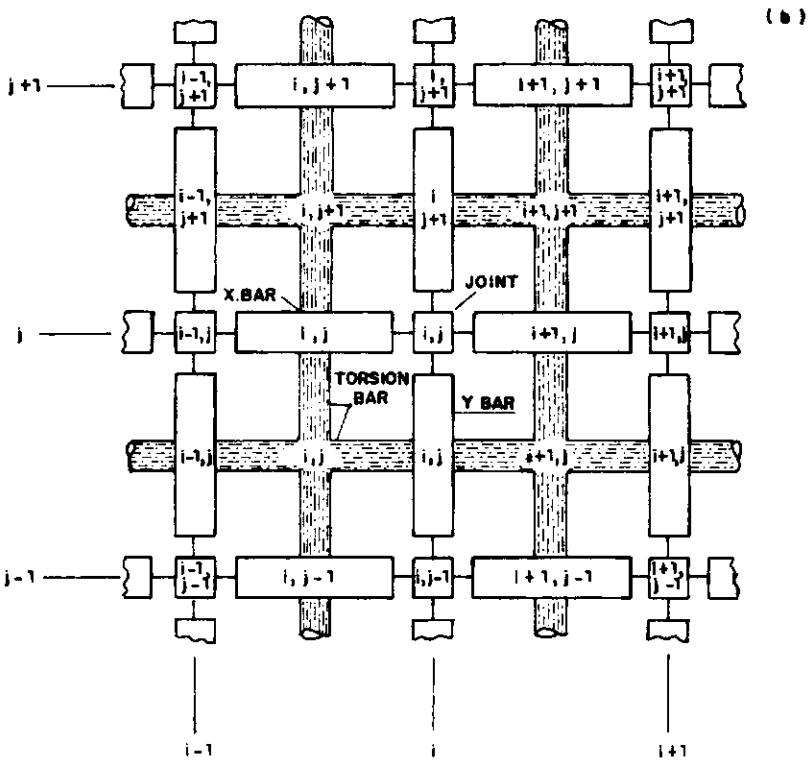 (b)
j+1
i-1,
j+1
i, j+1
i,
j+1
i+1, j+1
i+1,
j+1
i-1,
j+1
i, j+1
i
j+1
i+1, j+1
i+1,
j+1
X.BAR
JOINT
j
i-1, j
i, j
i, j
i+1, j
i+1, j
TORSION
BAR
Y BAR
i-1, j
i, j
i, j
i+1, j
i+1, j
j-1
i-1,
j-1
i, j-1
i, j-1
i+1, j-1
i+1,
j-1
i-1
i
i+1